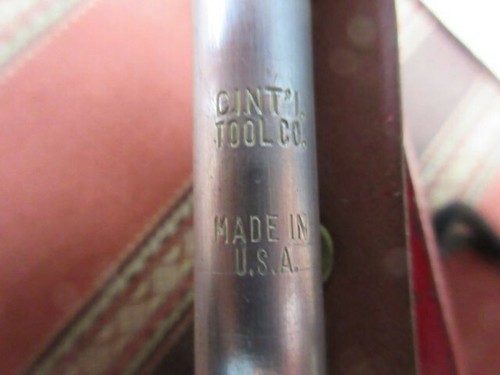 CINT'L
TOOL CO.
MADE IN
U.S.A.